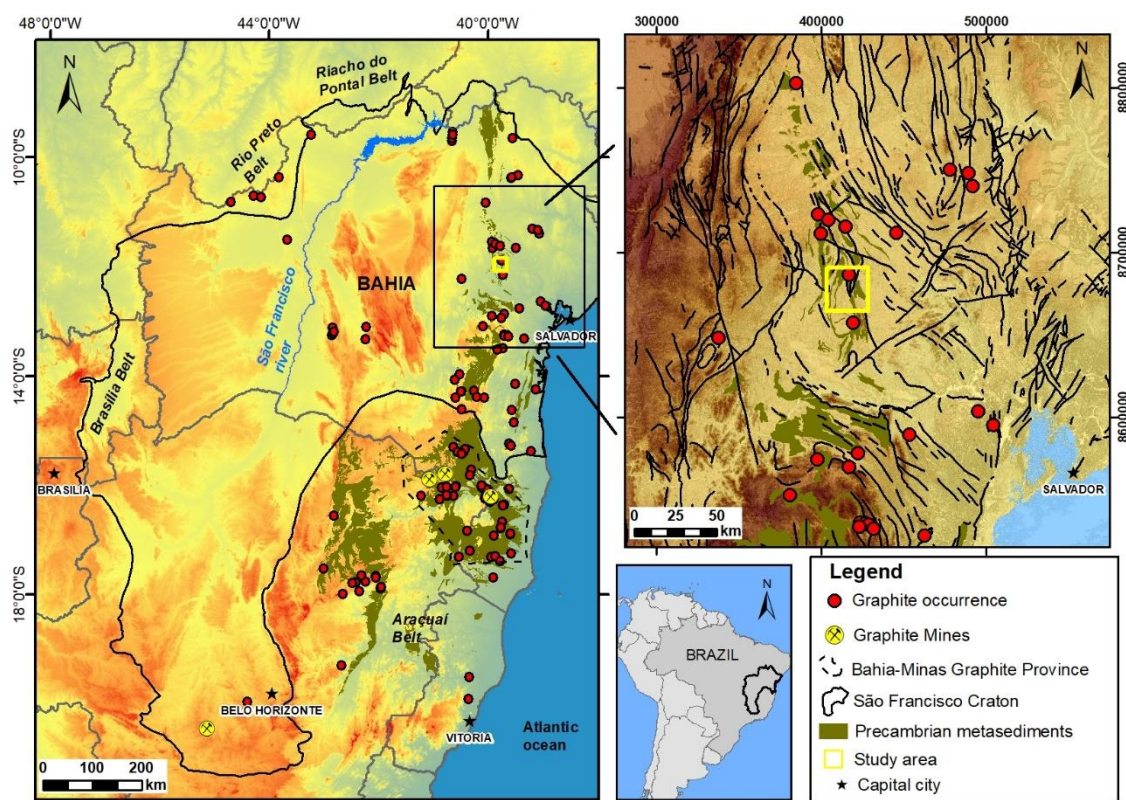 48°0'0"W
44°0'0"W
40°0'0"W
N
Riacho do
Pontal Belt
Rio Preto
Belt
10°0'0"S
BAHIA
São Francisco
river
SALVADOR
14°0'0"S
Brasília Belt
BRASILIA
18°0'0"S
Araçuaí
Belt
BELO HORIZONTE
VITORIA
Atlantic
ocean
0 50 100 200
km
300000
400000
500000
N
8800000
8700000
8600000
SALVADOR
0 25 50
km
N
BRAZIL
Legend
Graphite occurrence
Graphite Mines
Bahia-Minas Graphite Province
São Francisco Craton
Precambrian metasediments
Study area
Capital city